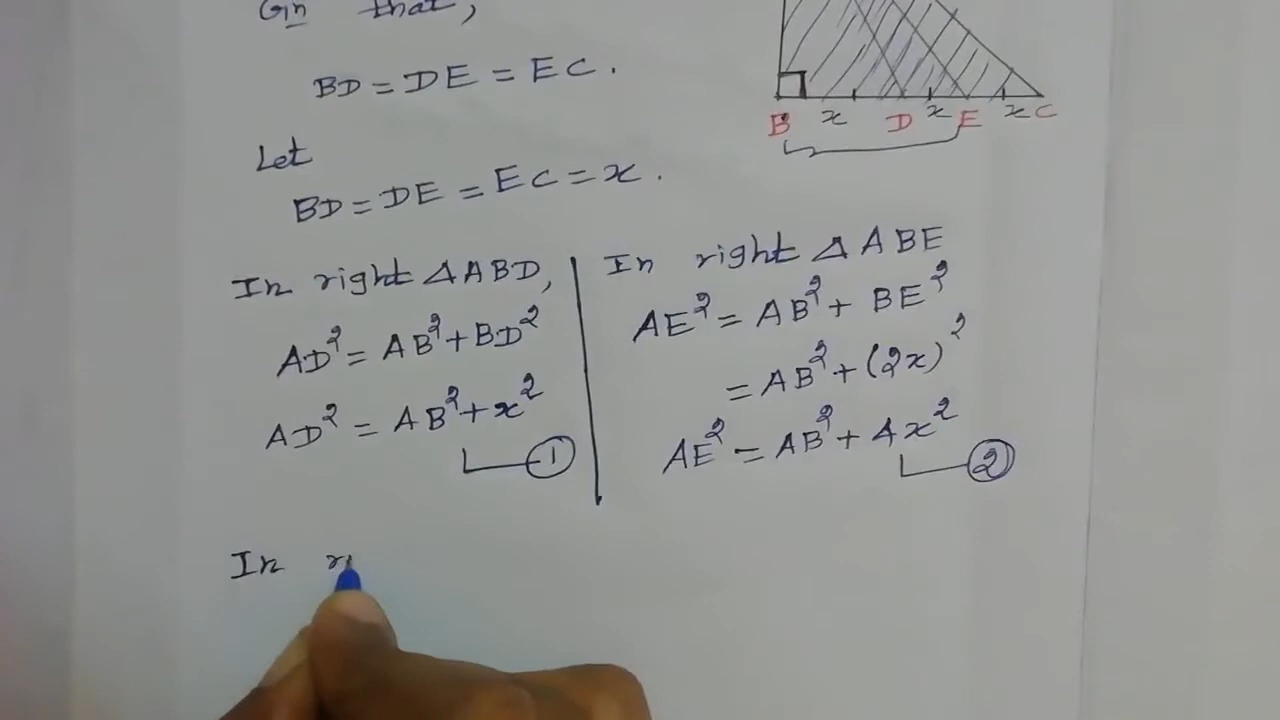 Gn that,
BD = DE = EC.
B x D x E x C
Let
BD = DE = EC = x.
In right ΔABD,
AD² = AB² + BD²
AD² = AB² + x²
①
In right Δ ABE
AE² = AB² + BE²
= AB² + (2x)²
AE² = AB² + 4x²
②
In r